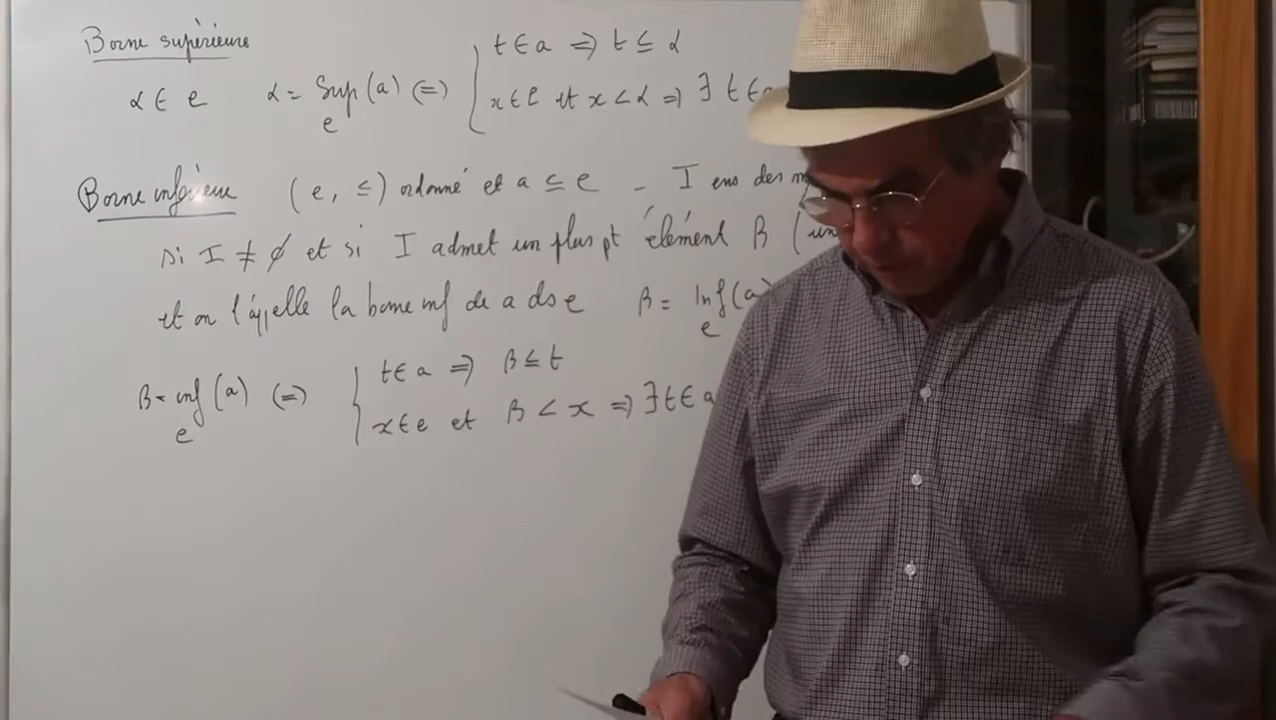 Borne supérieure
α ∈ e α = Sup(a) ⟺ { t ∈ a ⇒ t ≤ α
e x ∈ e et x < α ⇒ ∃ t ∈ a
Borne inférieure (e, ≤) ordonné et a ⊆ e - I ens des
si I ≠ ∅ et si I admet un plus pt élément β (
et on l'appelle la borne inf de a ds e β = Inf(a)
e
β = inf(a) ⟺ { t ∈ a ⇒ β ≤ t
e x ∈ e et β < x ⇒ ∃ t ∈ a